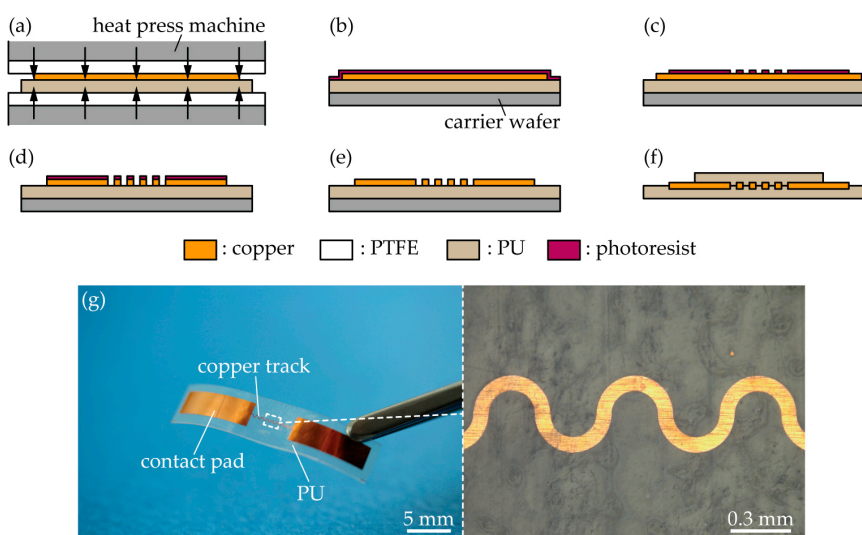 (a)
heat press machine
(b)
carrier wafer
(c)
(d)
(e)
(f)
: copper
: PTFE
: PU
: photoresist
(g)
copper track
contact pad
PU
5 mm
0.3 mm